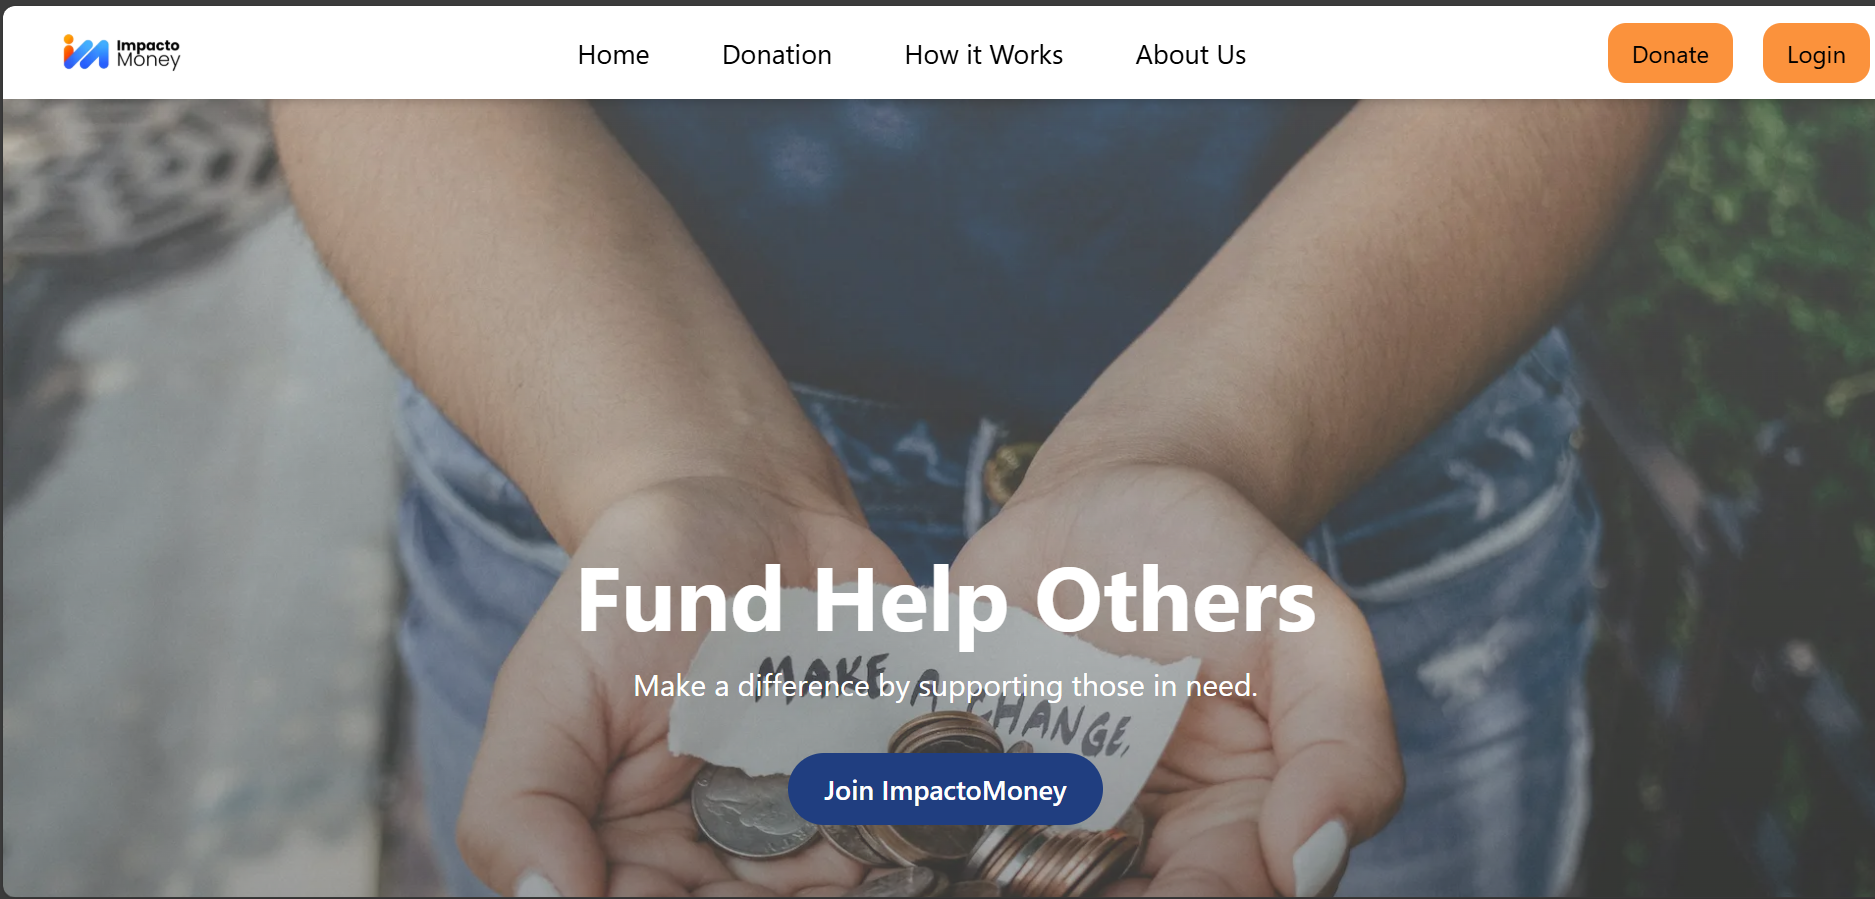 Impacto
Money
Home
Donation
How it Works
About Us
Donate
Login
Fund Help Others
MAKE A CHANGE,
Make a difference by supporting those in need.
Join ImpactoMoney